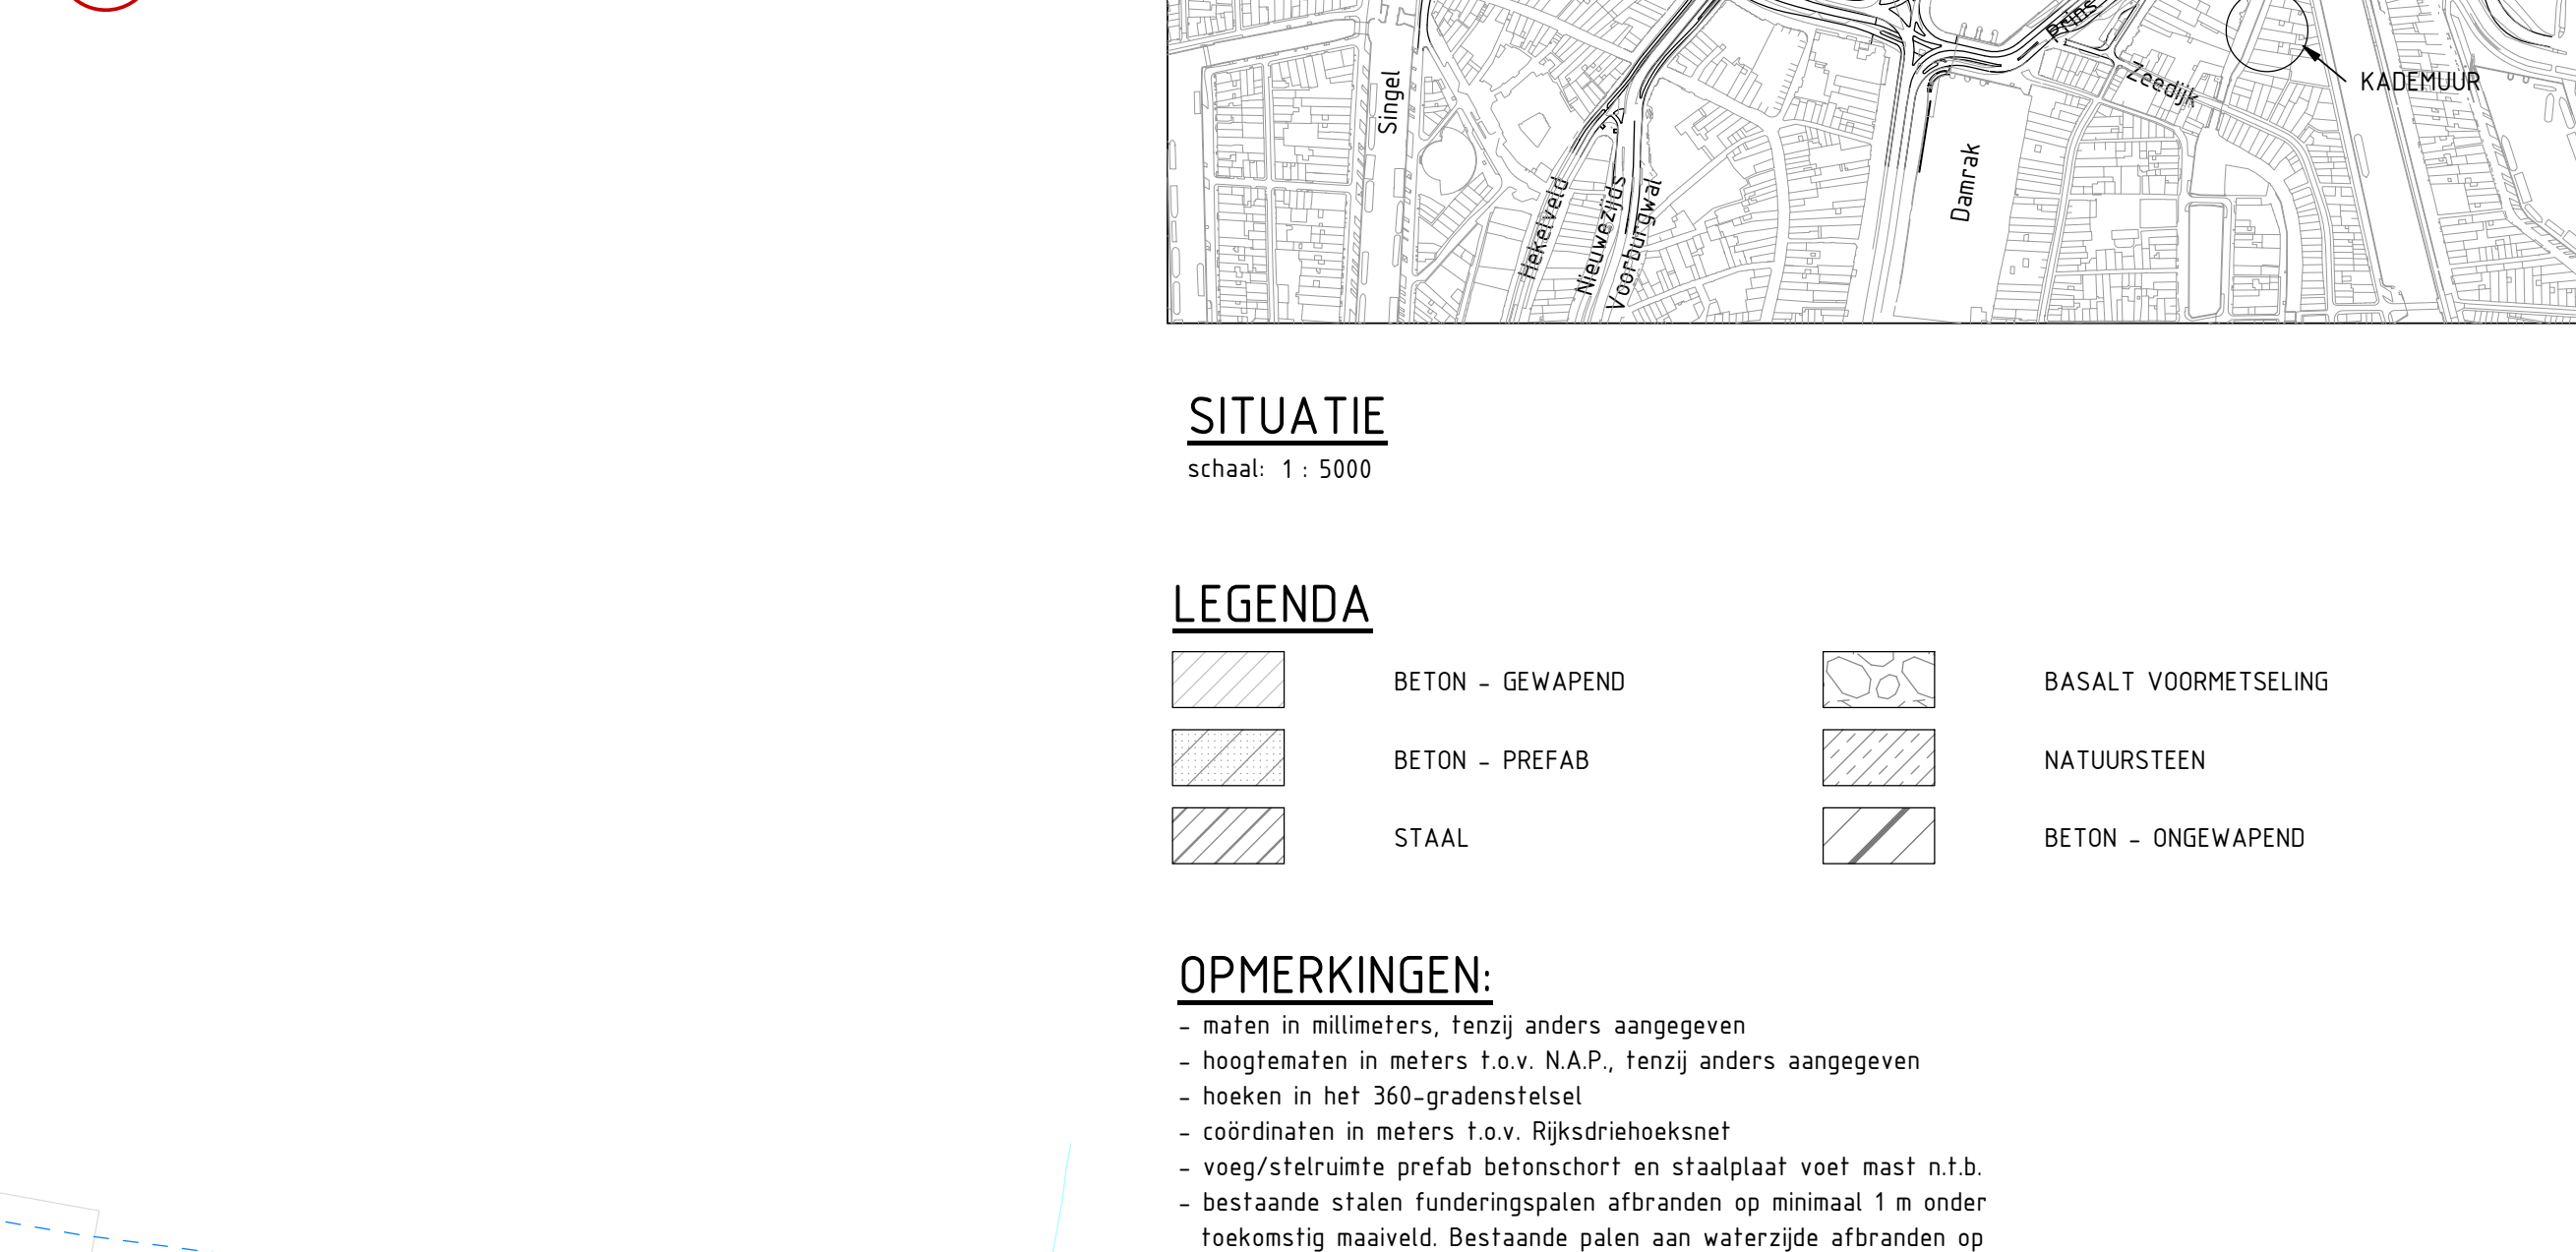 Prins
Zeedijk
KADEMUUR
Singel
Damrak
Hekelveld
Nieuwezijds
Voorburgwal
SITUATIE
schaal: 1 : 5000
LEGENDA
BETON - GEWAPEND
BASALT VOORMETSELING
BETON - PREFAB
NATUURSTEEN
STAAL
BETON - ONGEWAPEND
OPMERKINGEN:
- maten in millimeters, tenzij anders aangegeven
- hoogtematen in meters t.o.v. N.A.P., tenzij anders aangegeven
- hoeken in het 360-gradenstelsel
- coördinaten in meters t.o.v. Rijksdriehoeksnet
- voeg/stelruimte prefab betonschort en staalplaat voet mast n.t.b.
- bestaande stalen funderingspalen afbranden op minimaal 1 m onder
toekomstig maaiveld. Bestaande palen aan waterzijde afbranden op